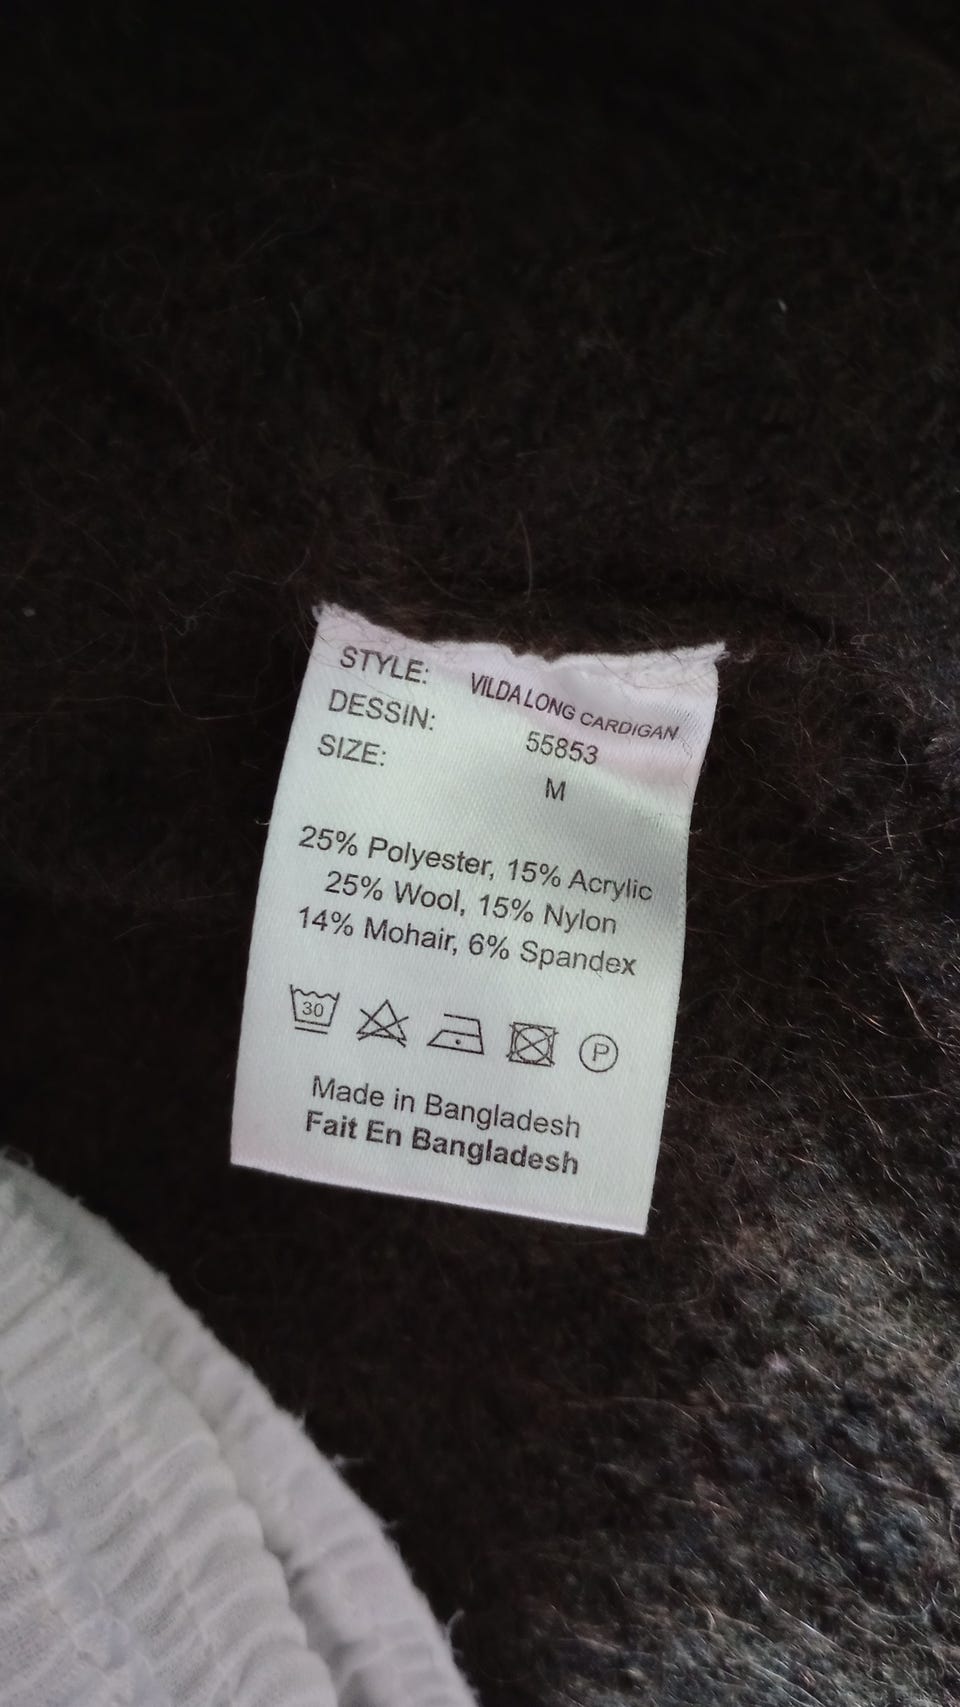 STYLE: VILDA LONG CARDIGAN
DESSIN: 55853
SIZE: M
25% Polyester, 15% Acrylic
25% Wool, 15% Nylon
14% Mohair, 6% Spandex
30 P
Made in Bangladesh
Fait En Bangladesh